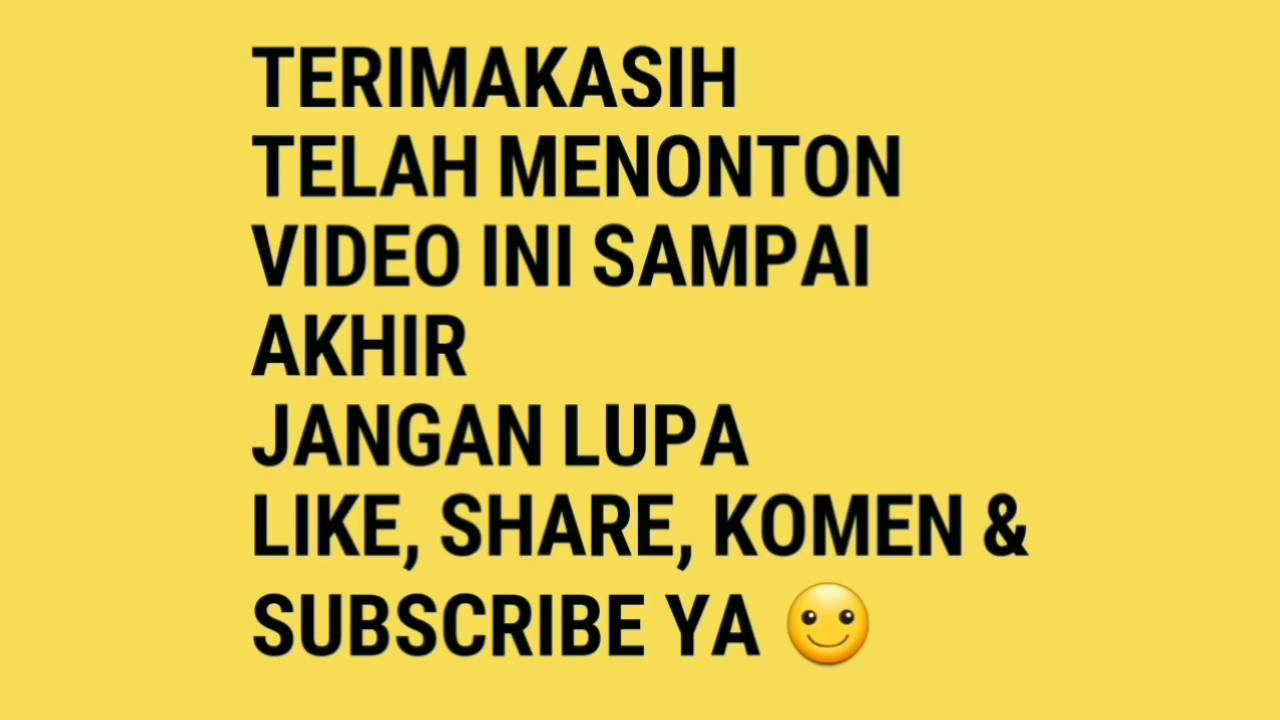 TERIMAKASIH
TELAH MENONTON
VIDEO INI SAMPAI
AKHIR
JANGAN LUPA
LIKE, SHARE, KOMEN &
SUBSCRIBE YA 🙂